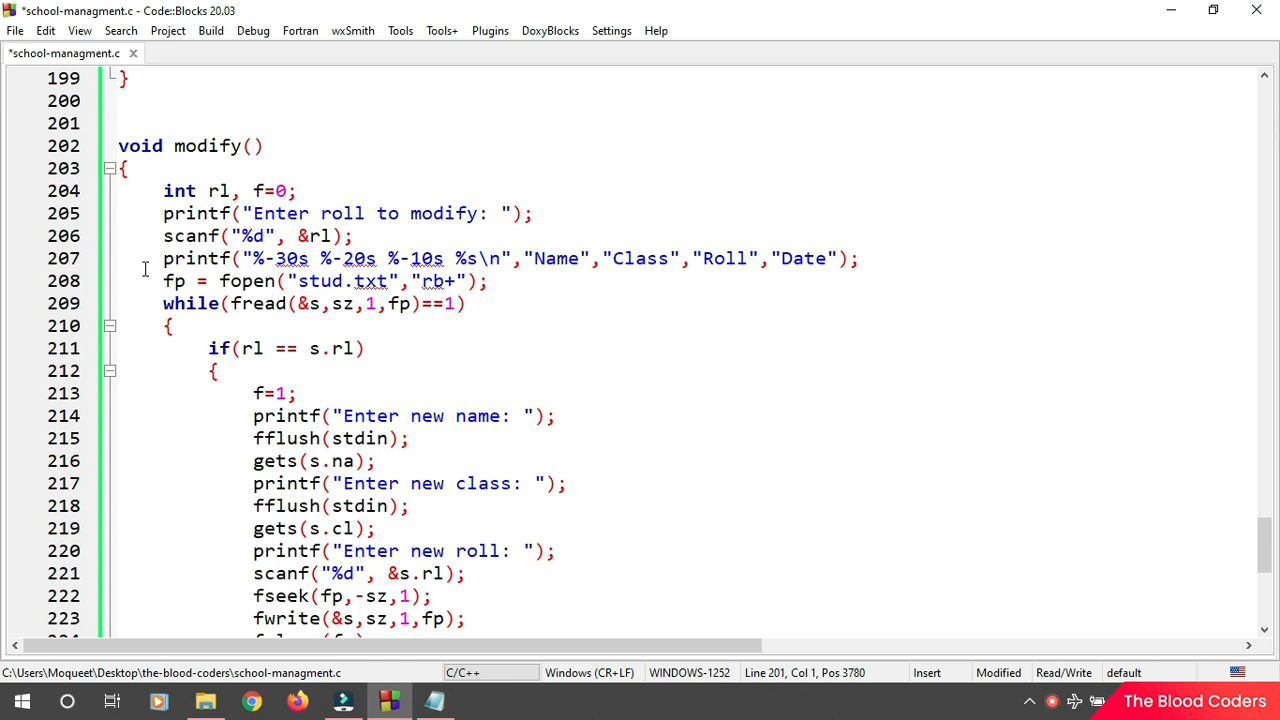 *school-managment.c - Code::Blocks 20.03
File Edit View Search Project Build Debug Fortran wxSmith Tools Tools+ Plugins DoxyBlocks Settings Help
*school-managment.c
199 }
200
201
202 void modify()
203 {
204 int rl, f=0;
205 printf("Enter roll to modify: ");
206 scanf("%d", &rl);
207 printf("%-30s %-20s %-10s %s\n","Name","Class","Roll","Date");
208 fp = fopen("stud.txt","rb+");
209 while(fread(&s,sz,1,fp)==1)
210 {
211 if(rl == s.rl)
212 {
213 f=1;
214 printf("Enter new name: ");
215 fflush(stdin);
216 gets(s.na);
217 printf("Enter new class: ");
218 fflush(stdin);
219 gets(s.cl);
220 printf("Enter new roll: ");
221 scanf("%d", &s.rl);
222 fseek(fp,-sz,1);
223 fwrite(&s,sz,1,fp);
C:\Users\Moqueet\Desktop\the-blood-coders\school-managment.c C/C++ Windows (CR+LF) WINDOWS-1252 Line 201, Col 1, Pos 3780 Insert Modified Read/Write default
The Blood Coders